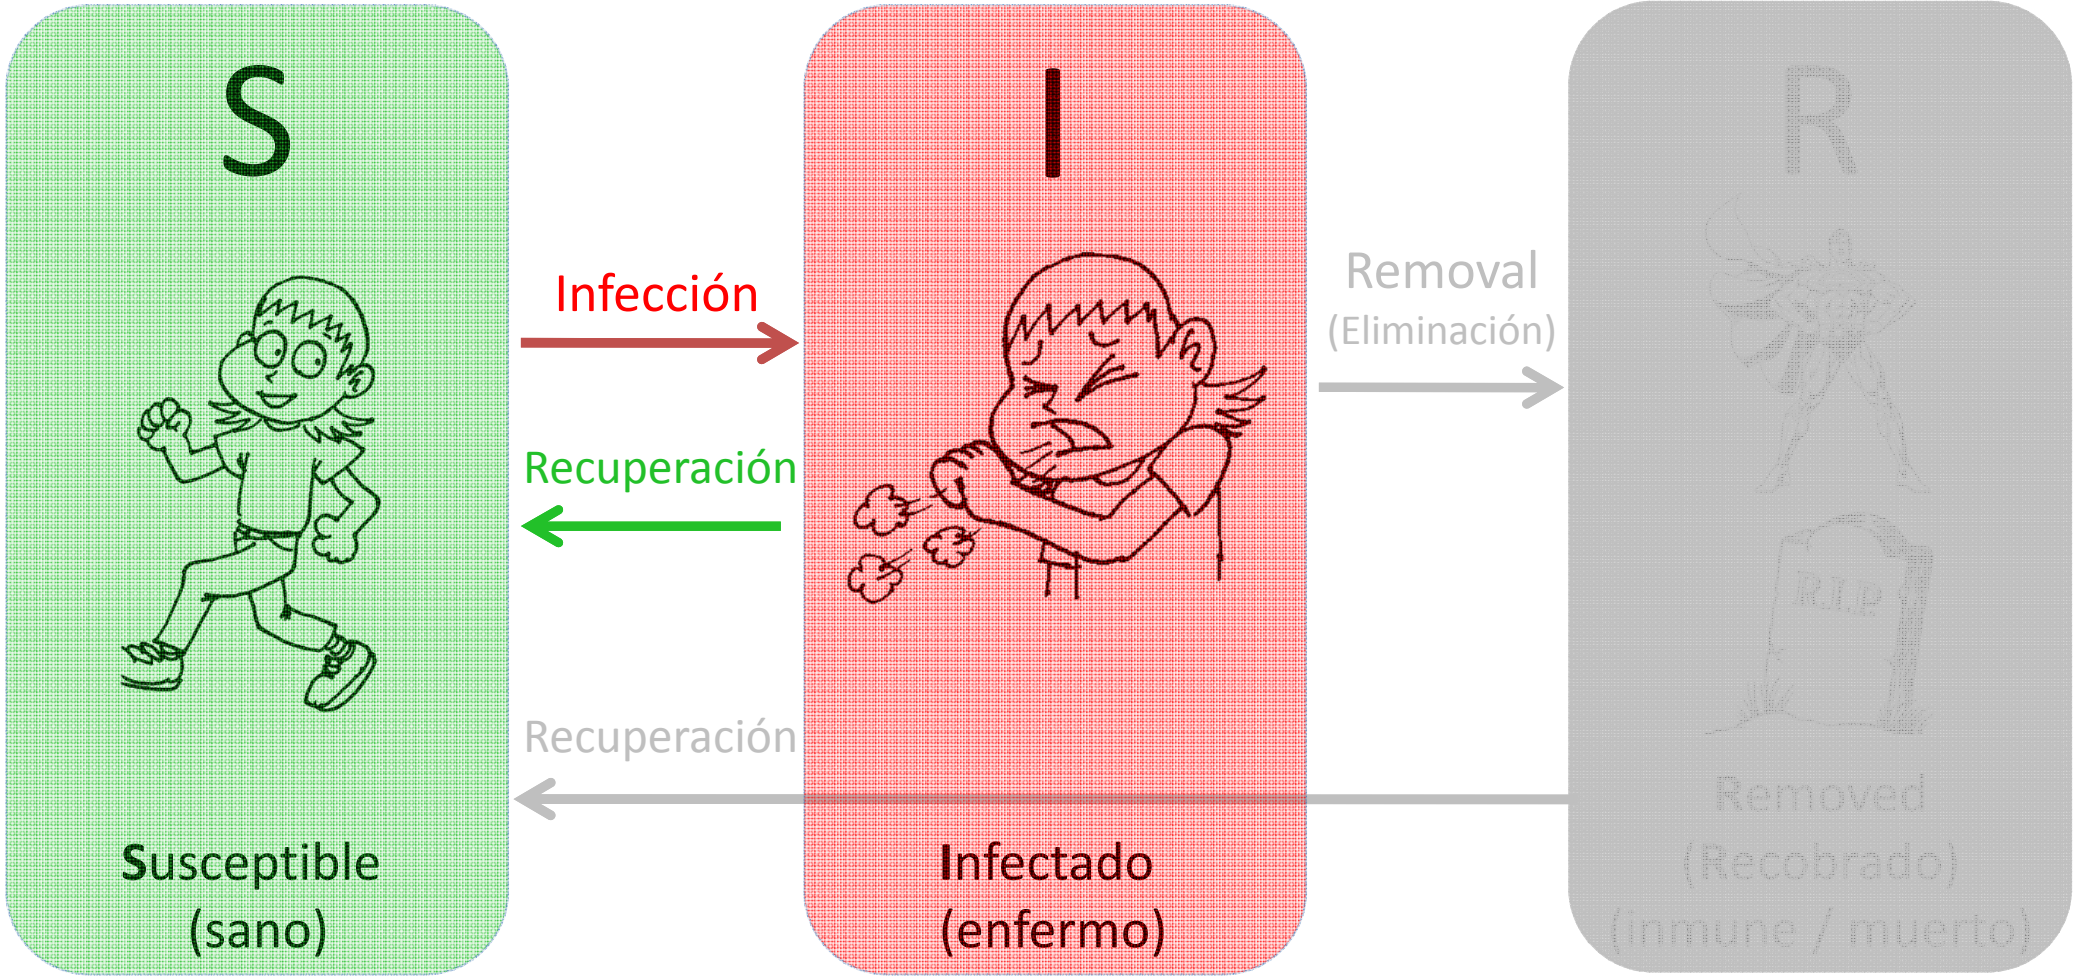 S
Susceptible
(sano)
Infección
Recuperación
Recuperación
I
Infectado
(enfermo)
Removal
(Eliminación)
R
R.I.P.
Removed
(Recobrado)
(inmune / muerto)